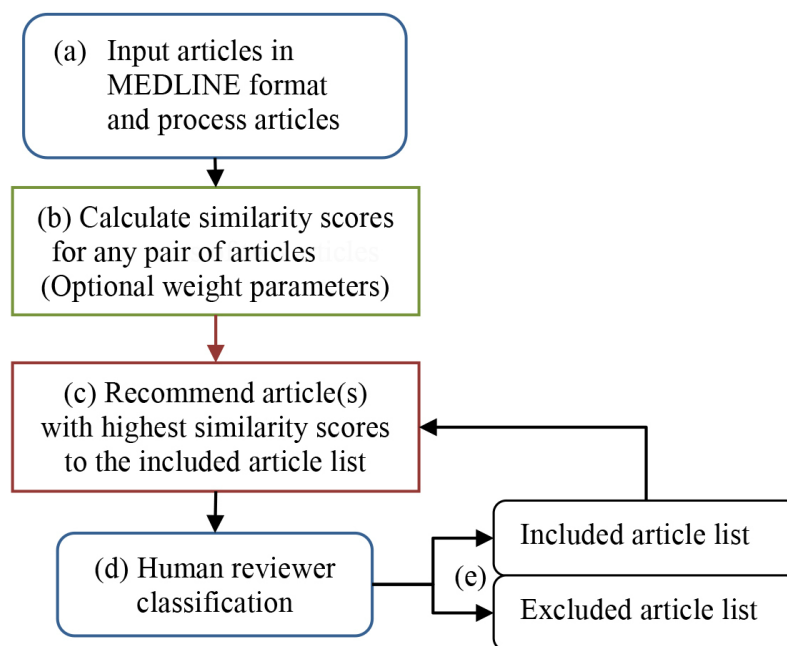 (a) Input articles in
MEDLINE format
and process articles
(b) Calculate similarity scores
for any pair of articles
(Optional weight parameters)
(c) Recommend article(s)
with highest similarity scores
to the included article list
(d) Human reviewer
classification
(e)
Included article list
Excluded article list